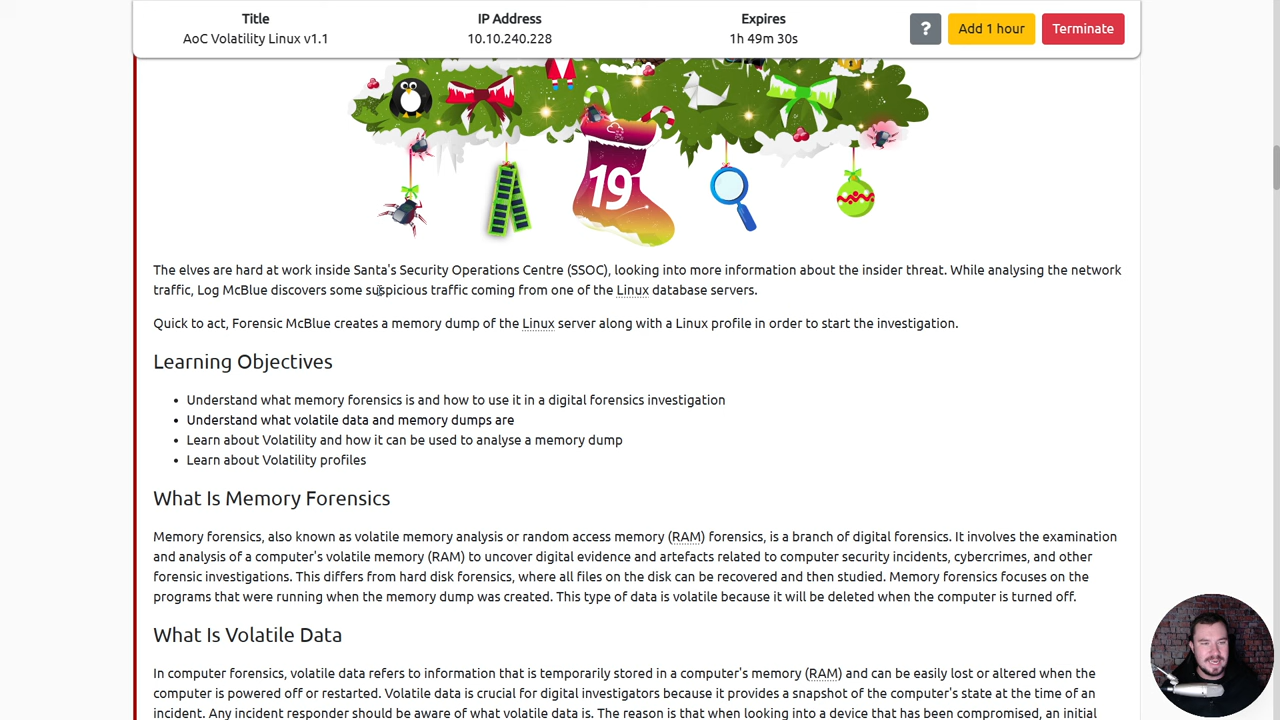 Title
IP Address
Expires
AoC Volatility Linux v1.1
10.10.240.228
1h 49m 30s
?
Add 1 hour
Terminate
19
The elves are hard at work inside Santa's Security Operations Centre (SSOC), looking into more information about the insider threat. While analysing the network
traffic, Log McBlue discovers some suspicious traffic coming from one of the Linux database servers.
Quick to act, Forensic McBlue creates a memory dump of the Linux server along with a Linux profile in order to start the investigation.
Learning Objectives
• Understand what memory forensics is and how to use it in a digital forensics investigation
• Understand what volatile data and memory dumps are
• Learn about Volatility and how it can be used to analyse a memory dump
• Learn about Volatility profiles
What Is Memory Forensics
Memory forensics, also known as volatile memory analysis or random access memory (RAM) forensics, is a branch of digital forensics. It involves the examination
and analysis of a computer's volatile memory (RAM) to uncover digital evidence and artefacts related to computer security incidents, cybercrimes, and other
forensic investigations. This differs from hard disk forensics, where all files on the disk can be recovered and then studied. Memory forensics focuses on the
programs that were running when the memory dump was created. This type of data is volatile because it will be deleted when the computer is turned off.
What Is Volatile Data
In computer forensics, volatile data refers to information that is temporarily stored in a computer's memory (RAM) and can be easily lost or altered when the
computer is powered off or restarted. Volatile data is crucial for digital investigators because it provides a snapshot of the computer's state at the time of an
incident. Any incident responder should be aware of what volatile data is. The reason is that when looking into a device that has been compromised, an initial